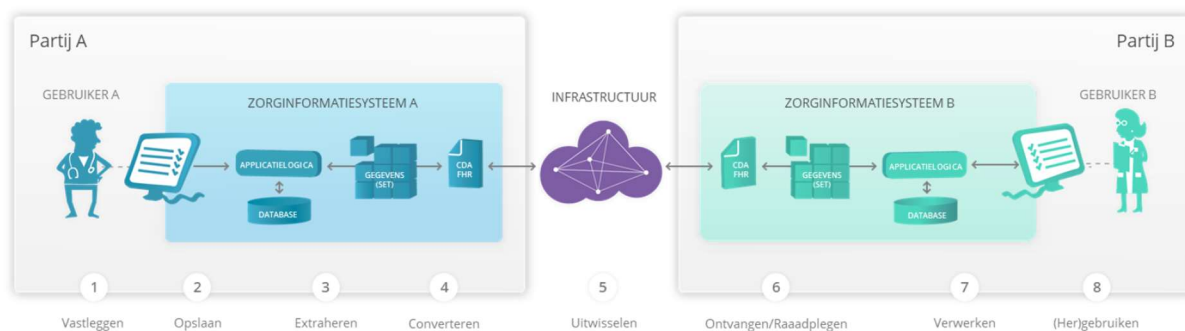 Partij A
Partij B
GEBRUIKER A
ZORGINFORMATIESYSTEEM A
INFRASTRUCTUUR
ZORGINFORMATIESYSTEEM B
GEBRUIKER B
APPLICATIELOGICA
DATABASE
GEGEVENS
(SET)
CDA
FHR
CDA
FHR
GEGEVENS
(SET)
APPLICATIELOGICA
DATABASE
1
2
3
4
5
6
7
8
Vastleggen
Opslaan
Extraheren
Converteren
Uitwisselen
Ontvangen/Raaadplegen
Verwerken
(Her)gebruiken